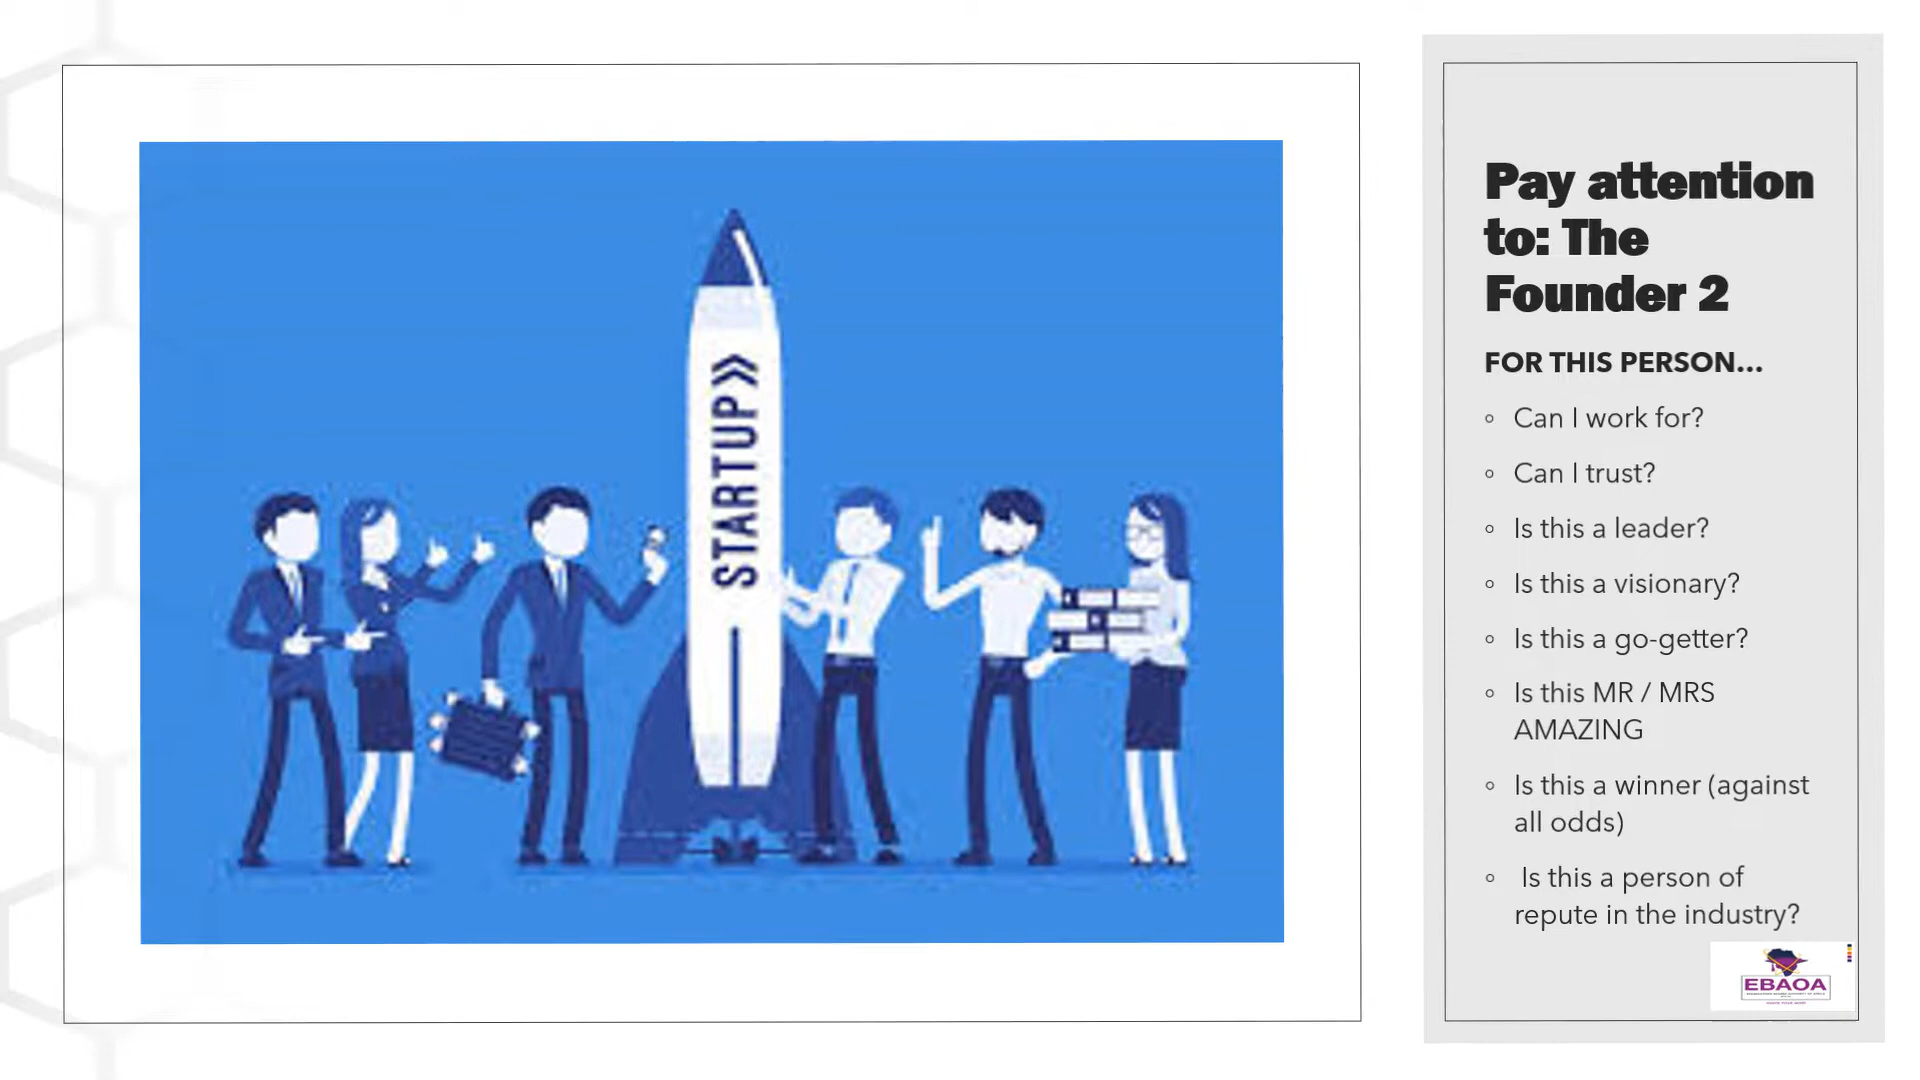 STARTUP
Pay attention
to: The
Founder 2
FOR THIS PERSON...
◦ Can I work for?
◦ Can I trust?
◦ Is this a leader?
◦ Is this a visionary?
◦ Is this a go-getter?
◦ Is this MR / MRS
AMAZING
◦ Is this a winner (against
all odds)
◦ Is this a person of
repute in the industry?
EBAOA